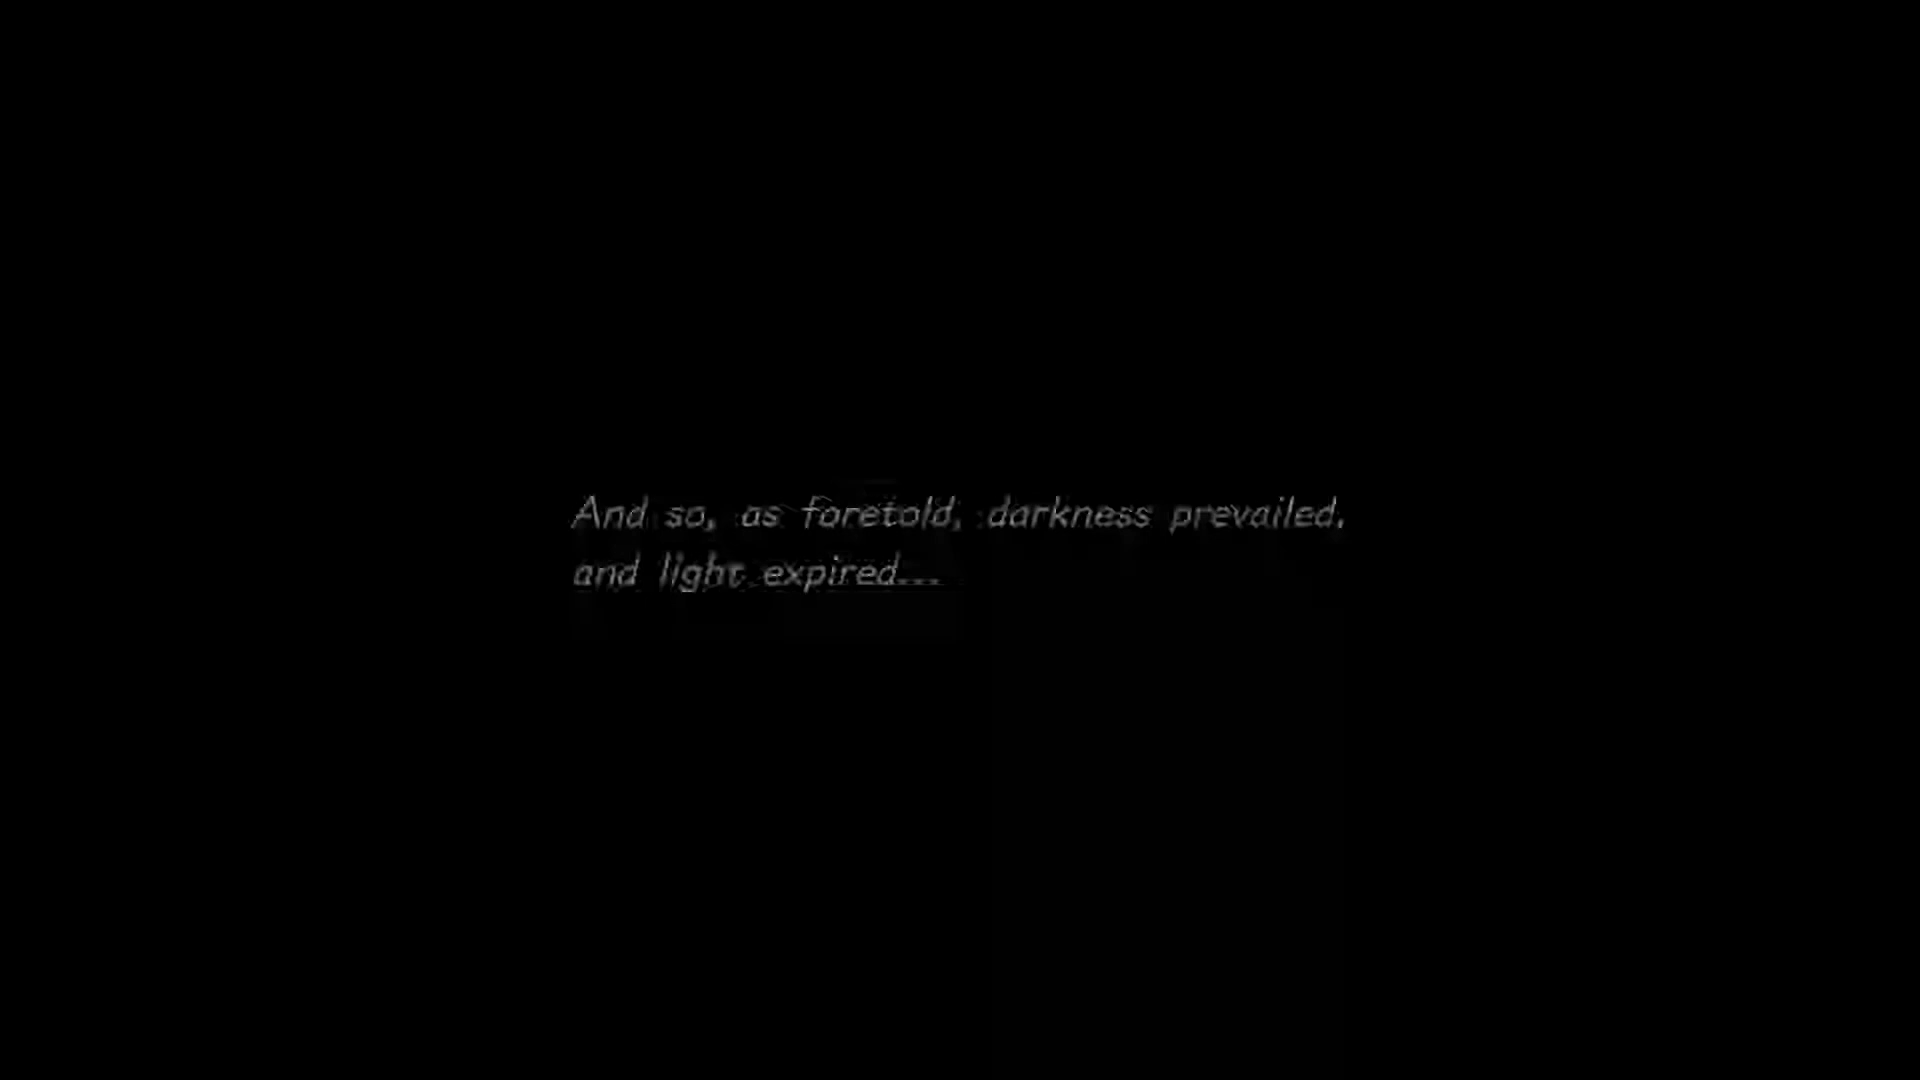 And so, as foretold, darkness prevailed,
and light expired...